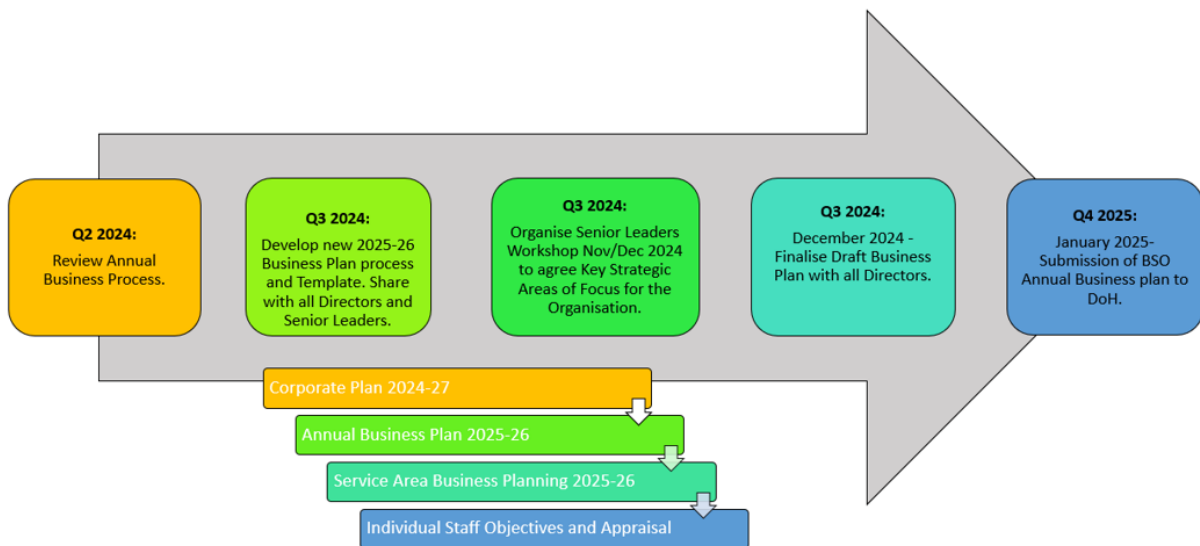 Q2 2024:
Review Annual
Business Process.
Q3 2024:
Develop new 2025-26
Business Plan process
and Template. Share
with all Directors and
Senior Leaders.
Q3 2024:
Organise Senior Leaders
Workshop Nov/Dec 2024
to agree Key Strategic
Areas of Focus for the
Organisation.
Q3 2024:
December 2024 -
Finalise Draft Business
Plan with all Directors.
Q4 2025:
January 2025-
Submission of BSO
Annual Business plan to
DoH.
Corporate Plan 2024-27
Annual Business Plan 2025-26
Service Area Business Planning 2025-26
Individual Staff Objectives and Appraisal